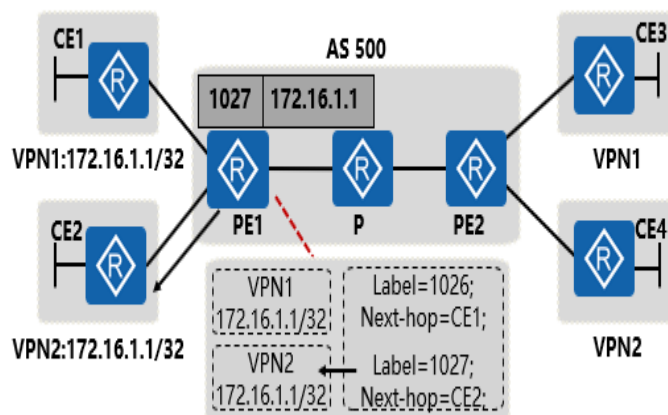 CE1
AS 500
CE3
R
R
1027 172.16.1.1
VPN1:172.16.1.1/32
R
R
R
VPN1
PE1
P
PE2
CE2
CE4
R
R
VPN1
172.16.1.1/32
Label=1026;
Next-hop=CE1;
VPN2:172.16.1.1/32
VPN2
VPN2
172.16.1.1/32
Label=1027;
Next-hop=CE2;